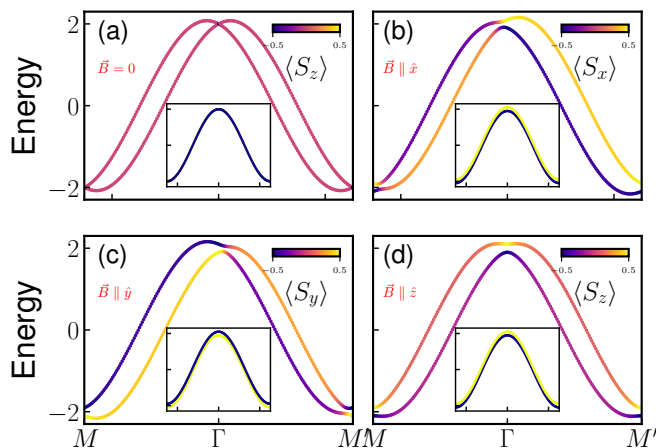 (a)
B⃗ = 0
−0.5 0.5
⟨S_z⟩
2
0
−2
Energy
(b)
B⃗ ∥ x̂
−0.5 0.5
⟨S_x⟩
(c)
B⃗ ∥ ŷ
−0.5 0.5
⟨S_y⟩
2
0
−2
Energy
M Γ M
(d)
B⃗ ∥ ẑ
−0.5 0.5
⟨S_z⟩
M Γ M′